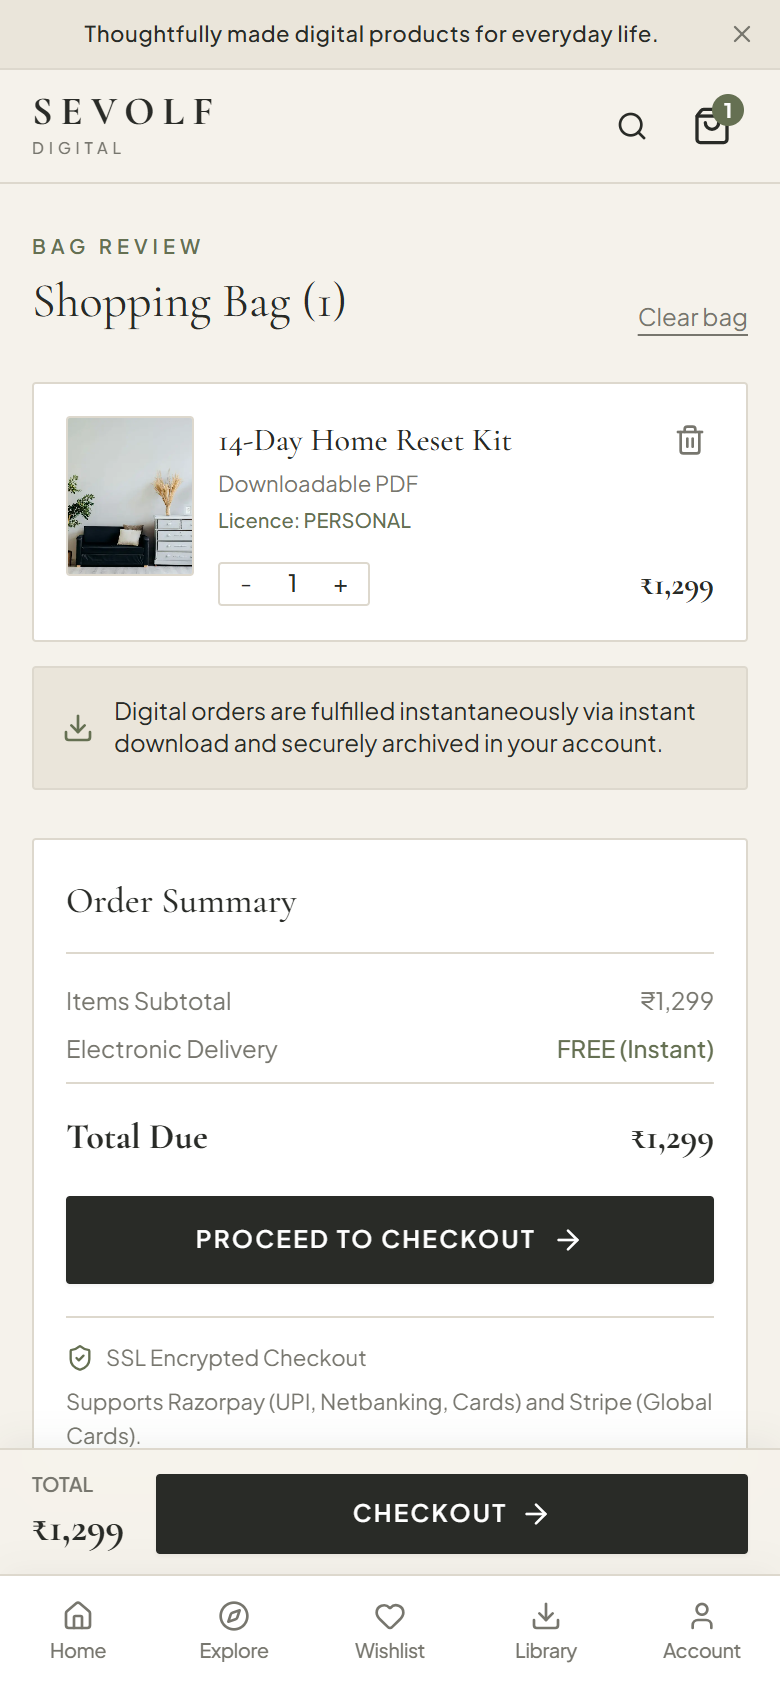 Thoughtfully made digital products for everyday life.
SEVOLF
DIGITAL
1
BAG REVIEW
Shopping Bag (1)
Clear bag
14-Day Home Reset Kit
Downloadable PDF
Licence: PERSONAL
- 1 +
₹1,299
Digital orders are fulfilled instantaneously via instant
download and securely archived in your account.
Order Summary
Items Subtotal ₹1,299
Electronic Delivery FREE (Instant)
Total Due ₹1,299
PROCEED TO CHECKOUT →
SSL Encrypted Checkout
Supports Razorpay (UPI, Netbanking, Cards) and Stripe (Global
Cards).
TOTAL
₹1,299
CHECKOUT →
Home Explore Wishlist Library Account